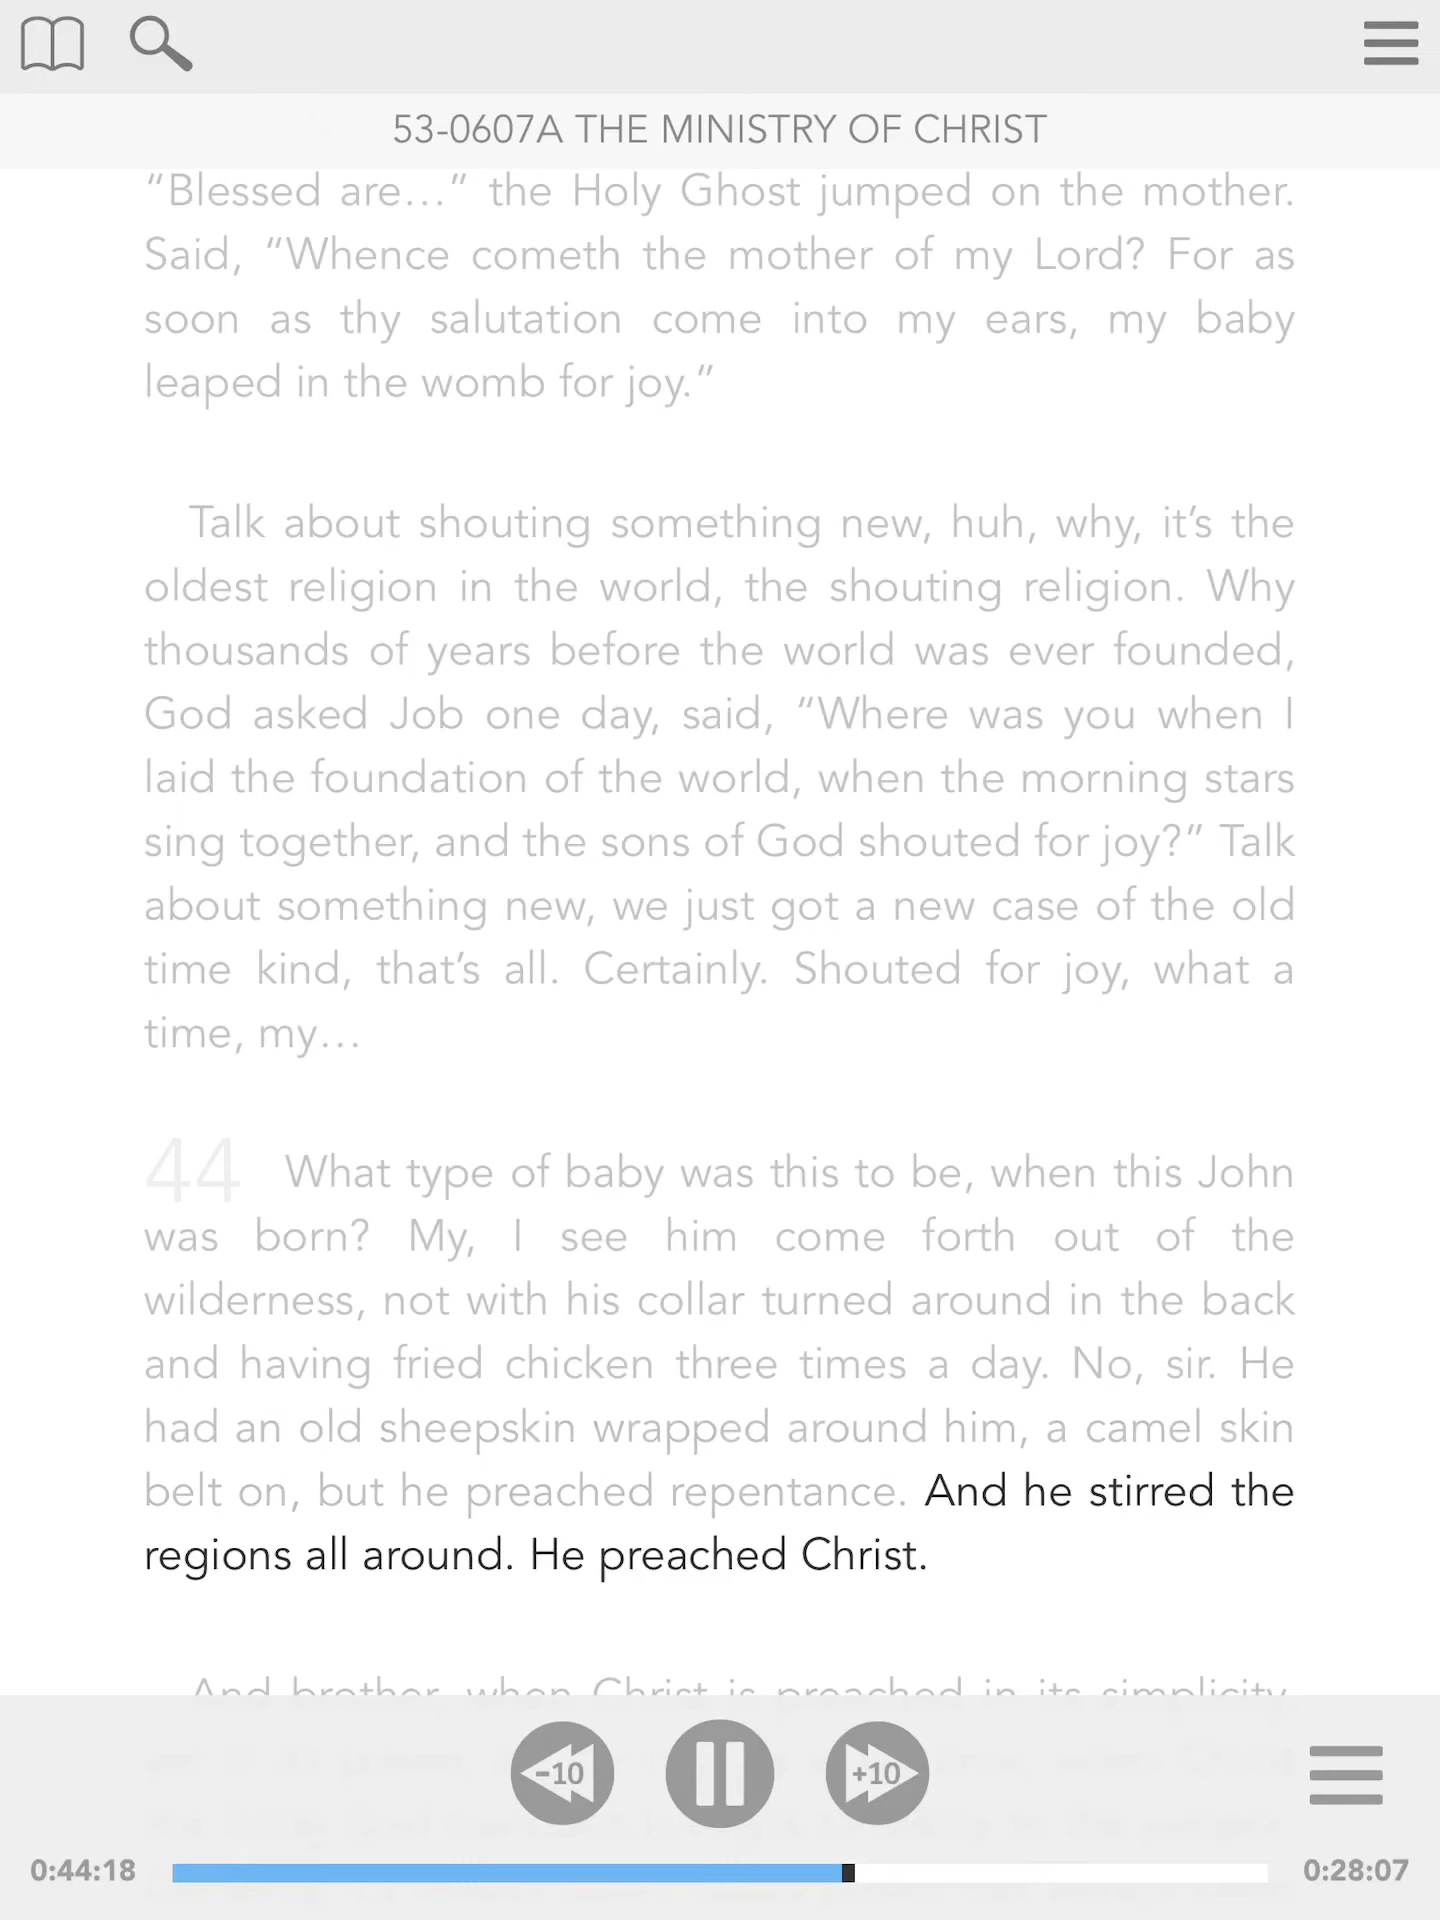 53-0607A THE MINISTRY OF CHRIST
“Blessed are…” the Holy Ghost jumped on the mother.
Said, “Whence cometh the mother of my Lord? For as
soon as thy salutation come into my ears, my baby
leaped in the womb for joy.”
Talk about shouting something new, huh, why, it’s the
oldest religion in the world, the shouting religion. Why
thousands of years before the world was ever founded,
God asked Job one day, said, “Where was you when I
laid the foundation of the world, when the morning stars
sing together, and the sons of God shouted for joy?” Talk
about something new, we just got a new case of the old
time kind, that’s all. Certainly. Shouted for joy, what a
time, my…
44 What type of baby was this to be, when this John
was born? My, I see him come forth out of the
wilderness, not with his collar turned around in the back
and having fried chicken three times a day. No, sir. He
had an old sheepskin wrapped around him, a camel skin
belt on, but he preached repentance. And he stirred the
regions all around. He preached Christ.
And brother, when Christ is preached in its simplicity,
-10 +10
0:44:18 0:28:07